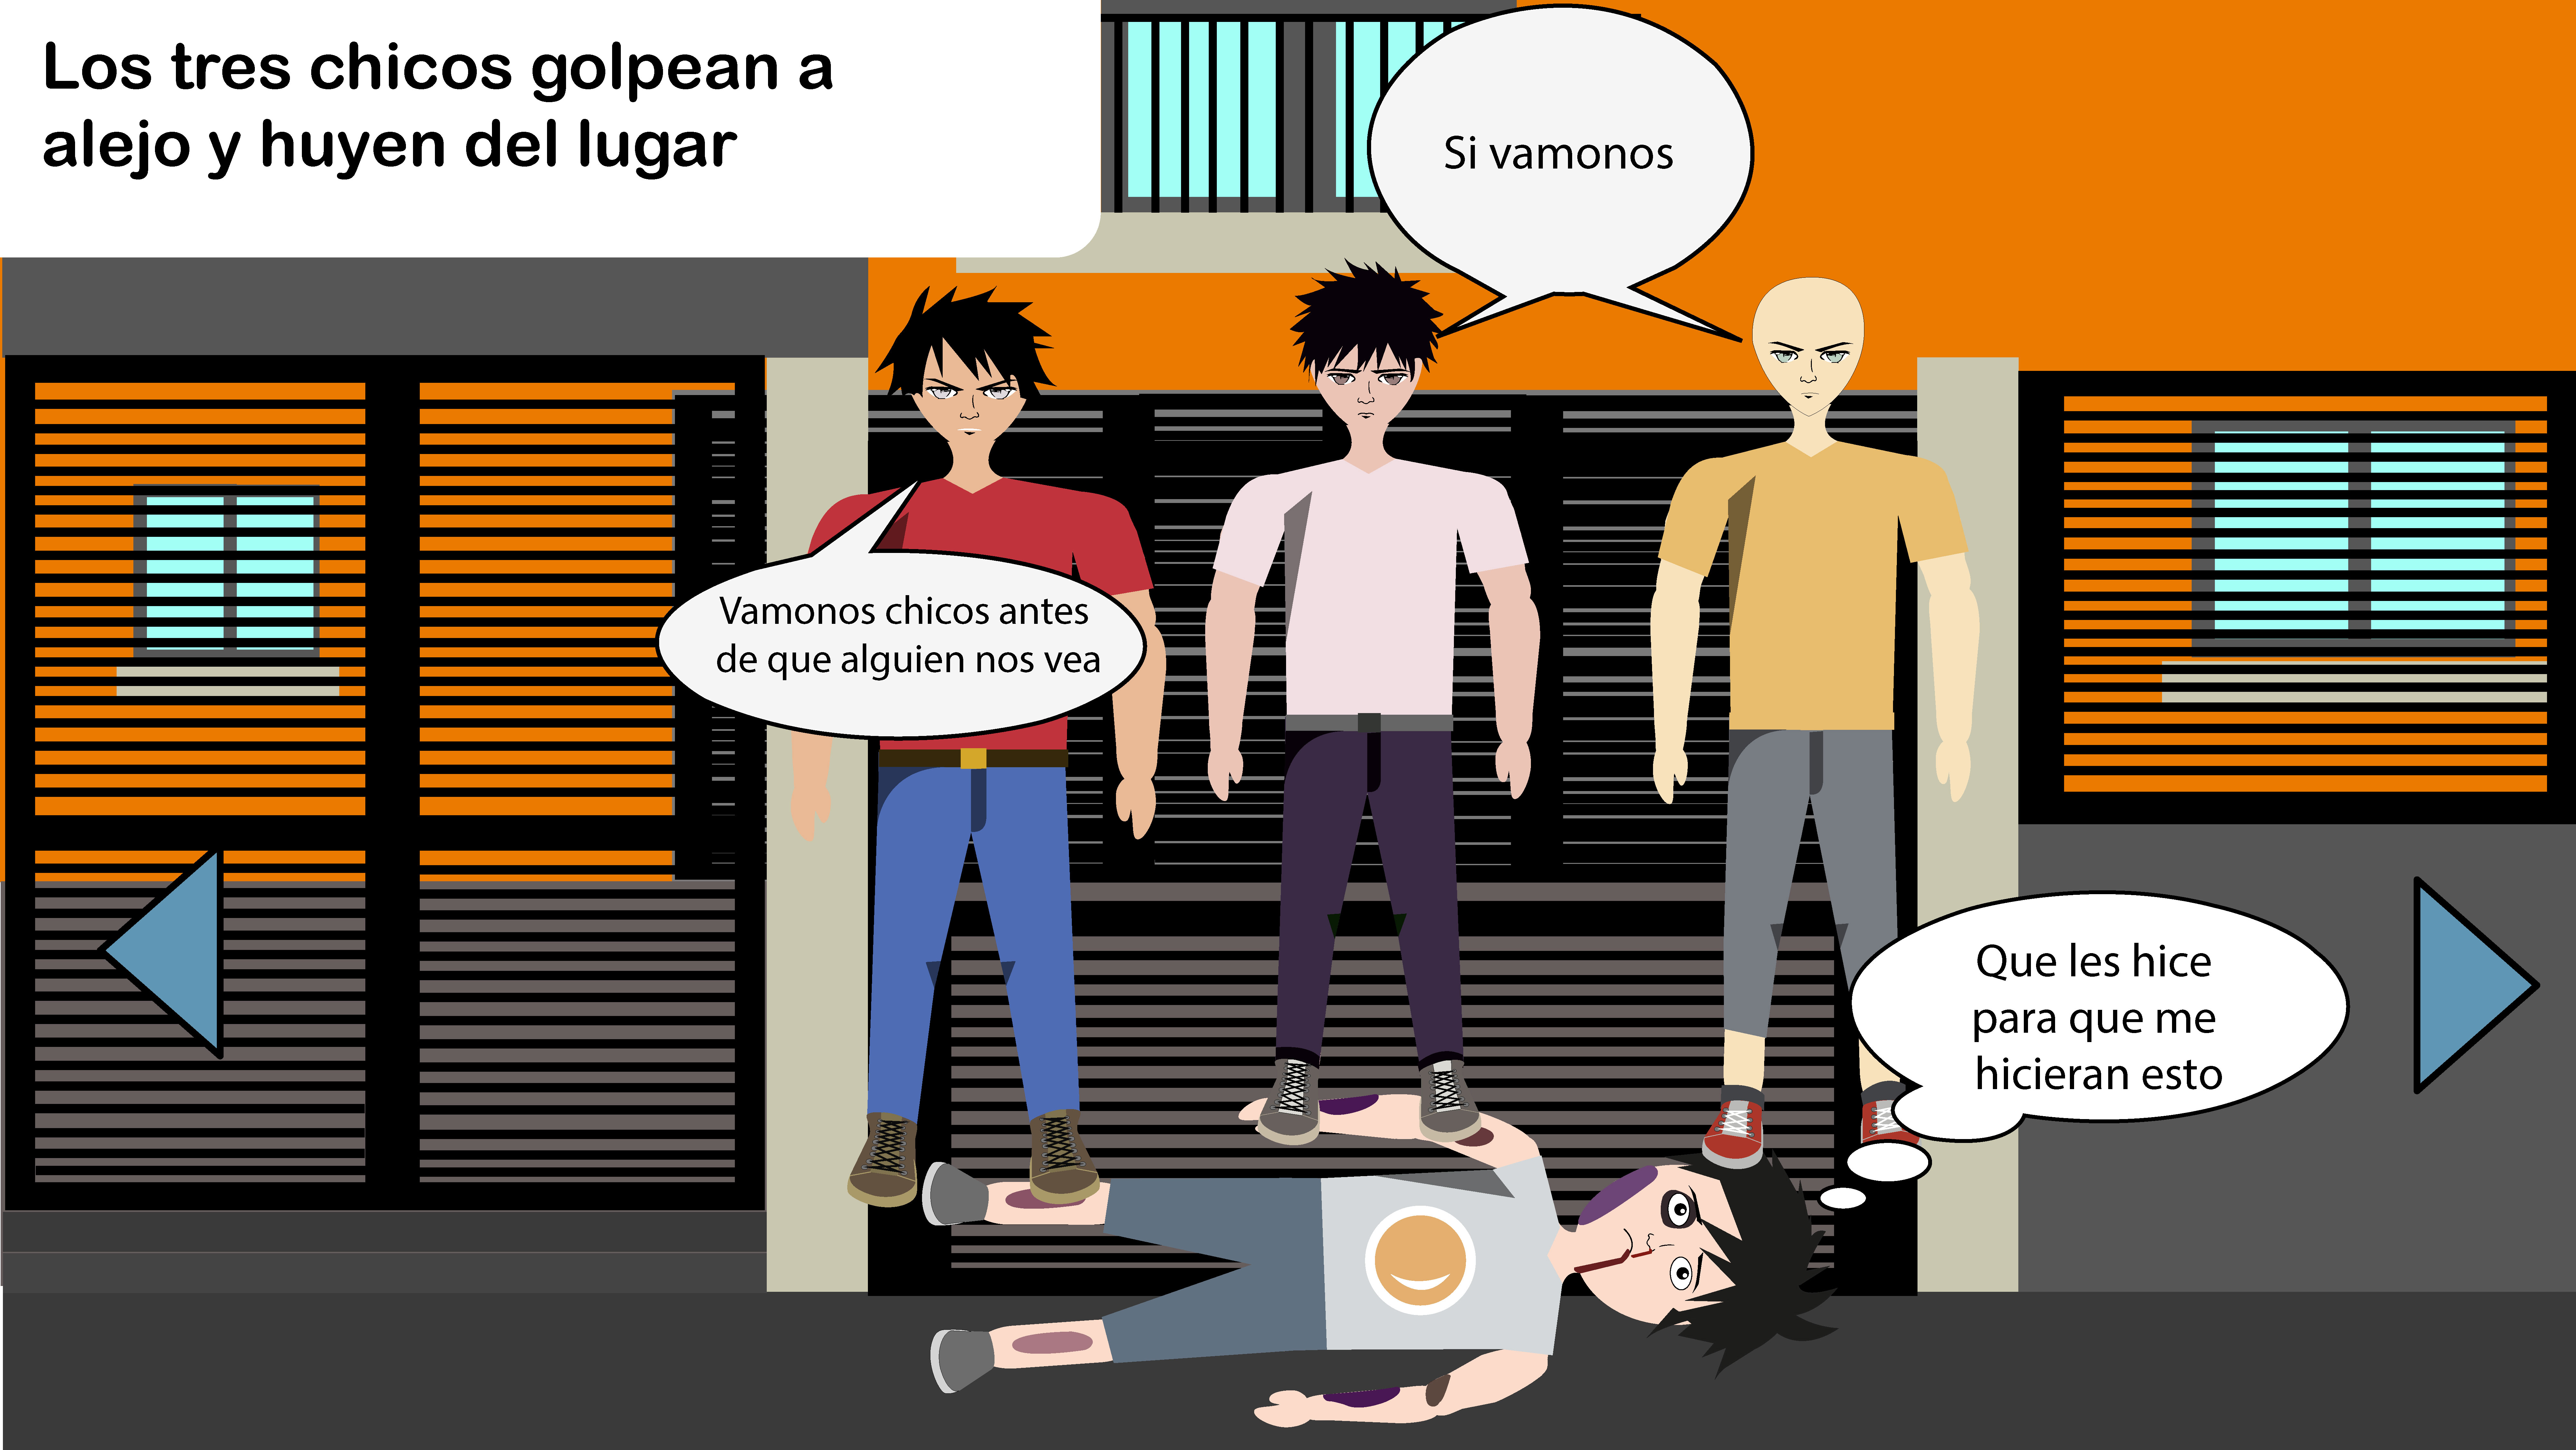 Los tres chicos golpean a
alejo y huyen del lugar
Si vamonos
Vamonos chicos antes
de que alguien nos vea
Que les hice
para que me
hicieran esto